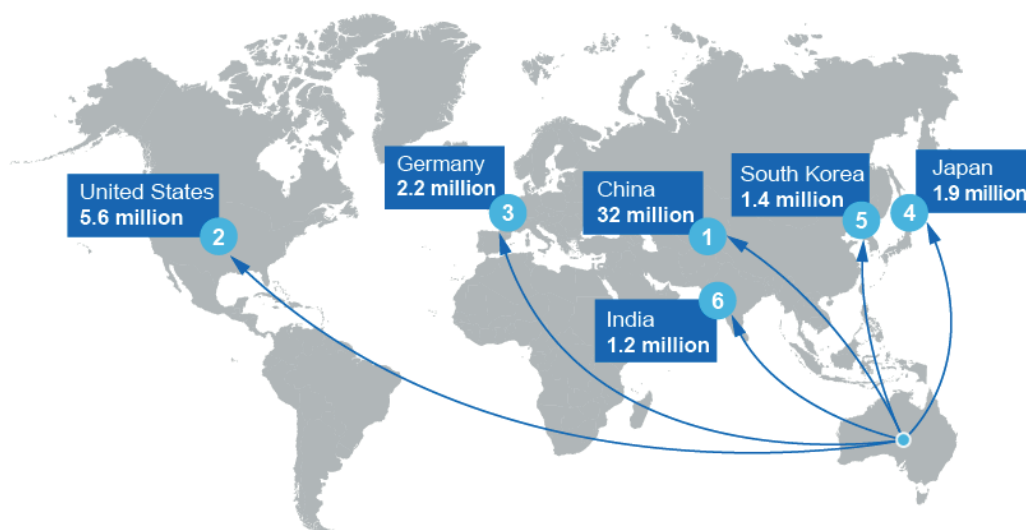 United States
5.6 million
2
Germany
2.2 million
3
China
32 million
1
South Korea
1.4 million
5
Japan
1.9 million
4
India
1.2 million
6